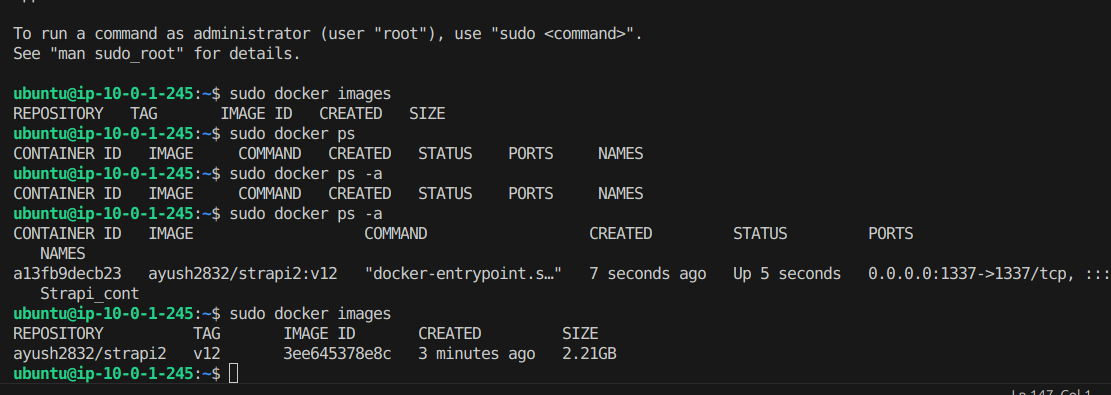 To run a command as administrator (user "root"), use "sudo <command>".
See "man sudo_root" for details.
ubuntu@ip-10-0-1-245:~$ sudo docker images
REPOSITORY   TAG       IMAGE ID   CREATED   SIZE
ubuntu@ip-10-0-1-245:~$ sudo docker ps
CONTAINER ID   IMAGE     COMMAND   CREATED   STATUS    PORTS     NAMES
ubuntu@ip-10-0-1-245:~$ sudo docker ps -a
CONTAINER ID   IMAGE     COMMAND   CREATED   STATUS    PORTS     NAMES
ubuntu@ip-10-0-1-245:~$ sudo docker ps -a
CONTAINER ID   IMAGE                   COMMAND                  CREATED         STATUS         PORTS
   NAMES
a13fb9decb23   ayush2832/strapi2:v12   "docker-entrypoint.s…"   7 seconds ago   Up 5 seconds   0.0.0.0:1337->1337/tcp, :::
   Strapi_cont
ubuntu@ip-10-0-1-245:~$ sudo docker images
REPOSITORY          TAG       IMAGE ID       CREATED         SIZE
ayush2832/strapi2   v12       3ee645378e8c   3 minutes ago   2.21GB
ubuntu@ip-10-0-1-245:~$